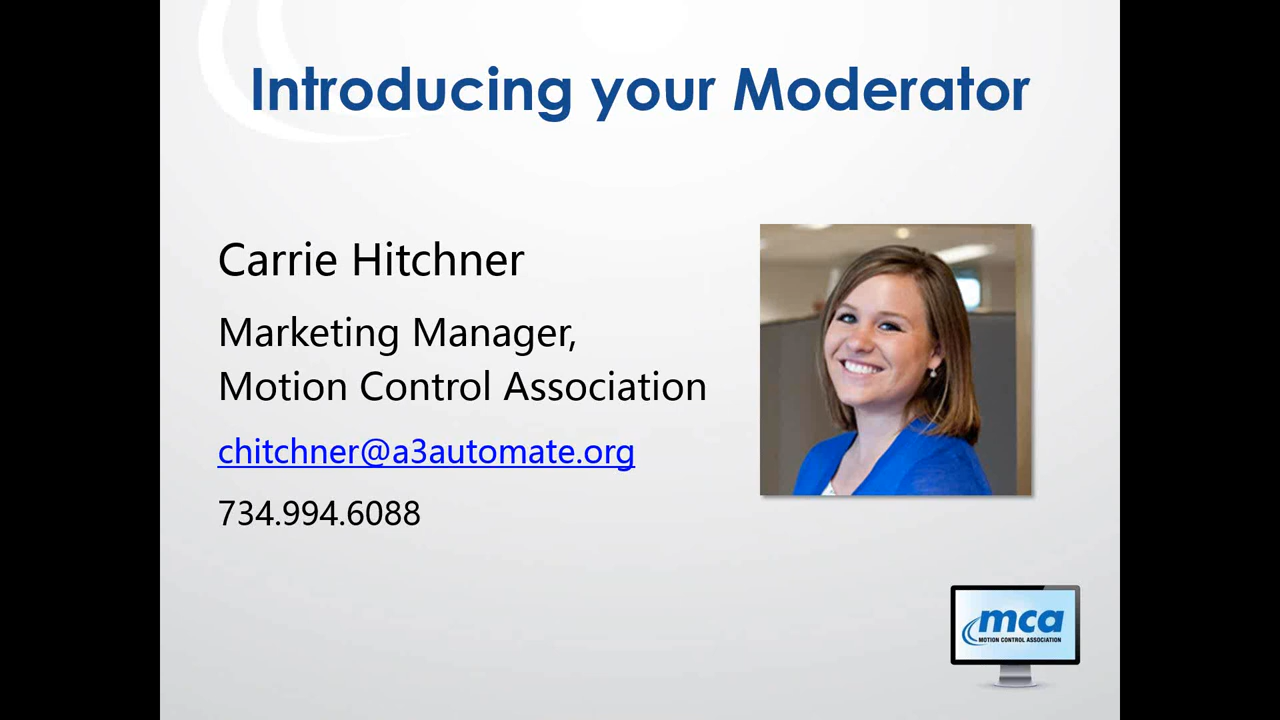 Introducing your Moderator
Carrie Hitchner
Marketing Manager,
Motion Control Association
chitchner@a3automate.org
734.994.6088
mca
MOTION CONTROL ASSOCIATION